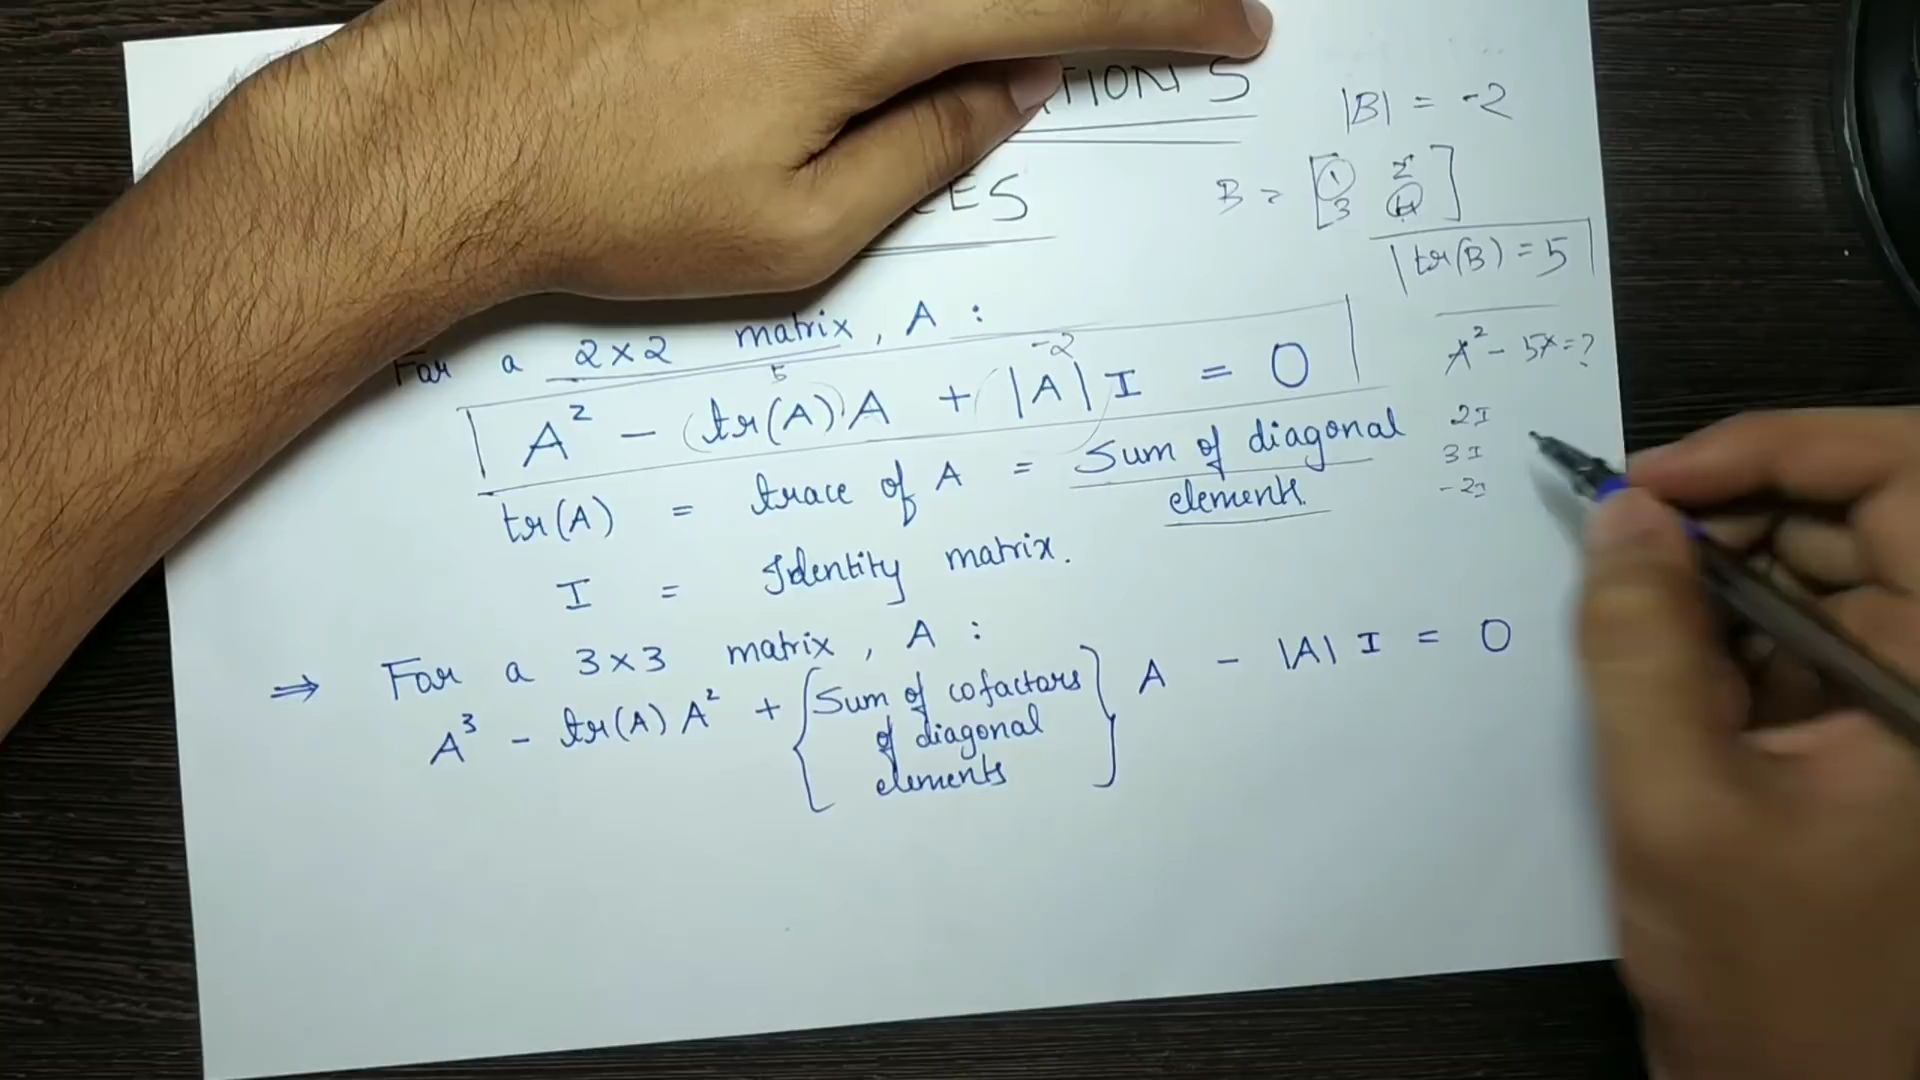 |B| = -2
B = [1 2
3 4]
tr(B) = 5
For a 2×2 matrix, A :
5
-2
A² - (tr(A))A + |A| I = 0
tr(A) = trace of A = Sum of diagonal
elements.
I = Identity matrix.
A² - 5A = ?
2I
3I
-2I
⇒ For a 3×3 matrix, A :
A³ - tr(A) A² + {Sum of cofactors
of diagonal
elements} A - |A| I = 0